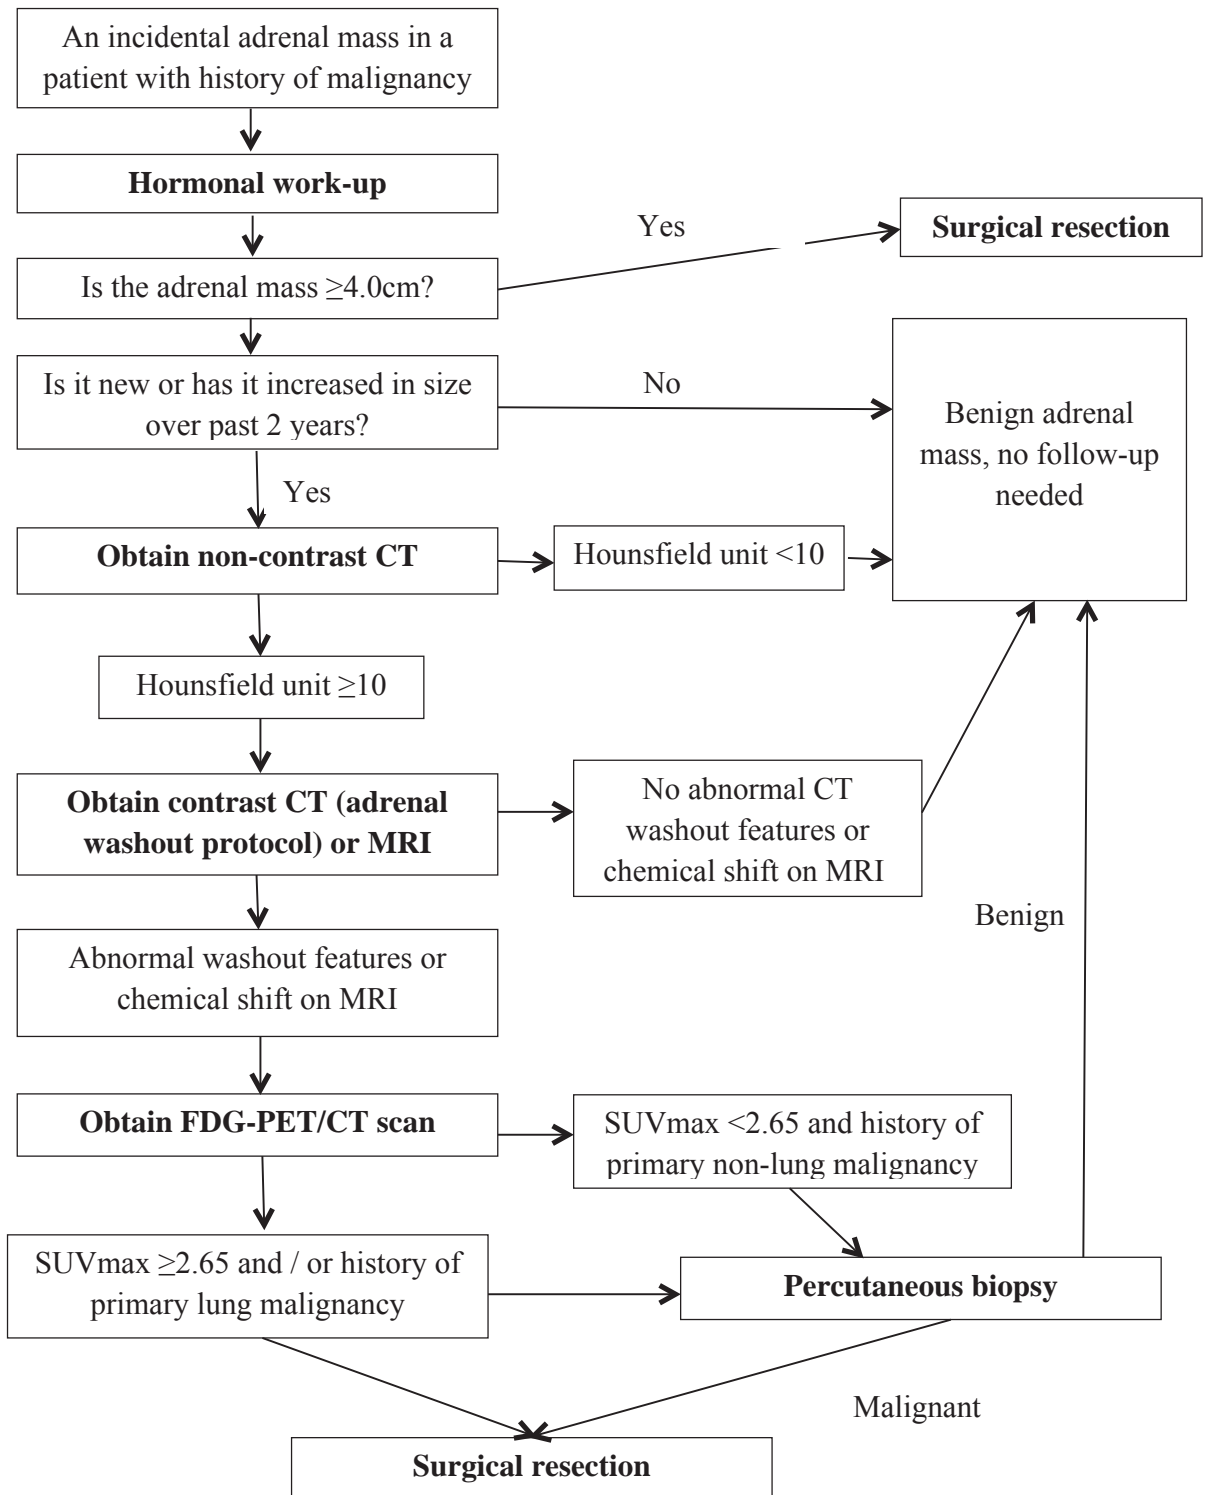 An incidental adrenal mass in a
patient with history of malignancy
Hormonal work-up
Yes
Surgical resection
Is the adrenal mass ≥4.0cm?
Is it new or has it increased in size
over past 2 years?
No
Benign adrenal
mass, no follow-up
needed
Yes
Obtain non-contrast CT
Hounsfield unit <10
Hounsfield unit ≥10
Obtain contrast CT (adrenal
washout protocol) or MRI
No abnormal CT
washout features or
chemical shift on MRI
Benign
Abnormal washout features or
chemical shift on MRI
Obtain FDG-PET/CT scan
SUVmax <2.65 and history of
primary non-lung malignancy
SUVmax ≥2.65 and / or history of
primary lung malignancy
Percutaneous biopsy
Malignant
Surgical resection